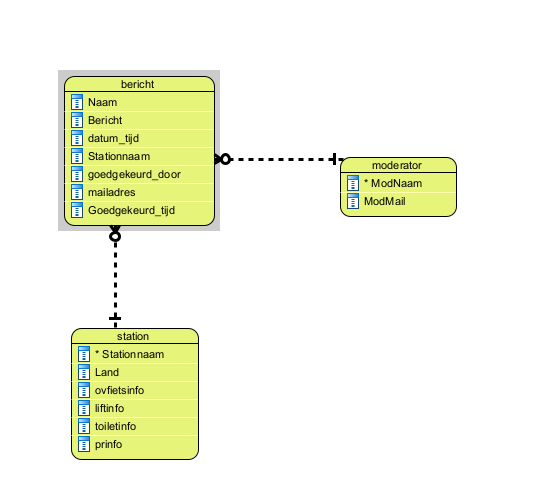 bericht
Naam
Bericht
datum_tijd
Stationnaam
goedgekeurd_door
mailadres
Goedgekeurd_tijd
moderator
* ModNaam
ModMail
station
* Stationnaam
Land
ovfietsinfo
liftinfo
toiletinfo
prinfo